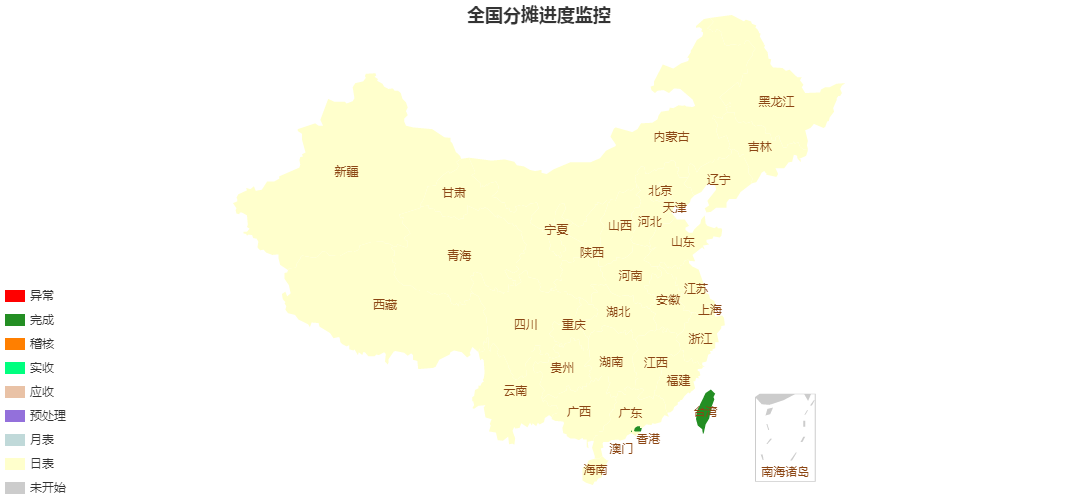 全国分摊进度监控
黑龙江
内蒙古
吉林
新疆
辽宁
甘肃
北京
天津
宁夏
山西
河北
山东
青海
陕西
河南
江苏
西藏
安徽
湖北
上海
四川
重庆
浙江
贵州
湖南
江西
福建
云南
广西
广东
台湾
香港
澳门
海南
南海诸岛
异常
完成
稽核
实收
应收
预处理
月表
日表
未开始